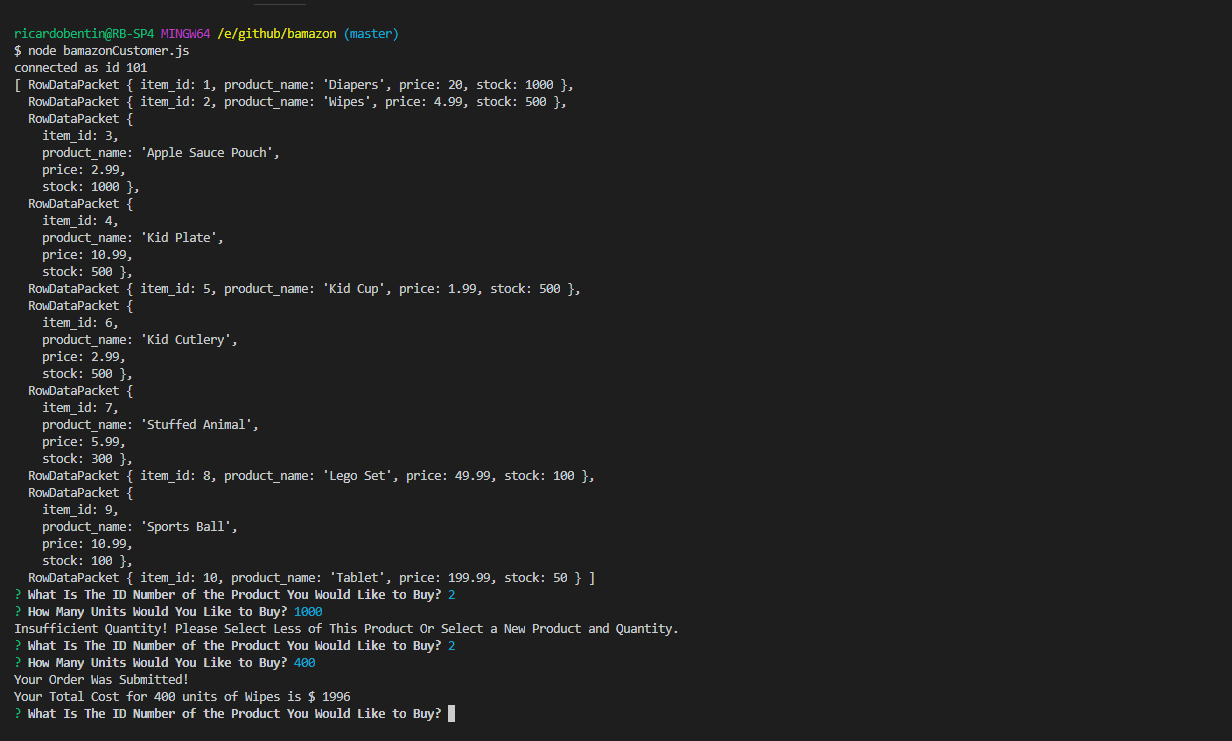 ricardobentin@RB-SP4 MINGW64 /e/github/bamazon (master)
$ node bamazonCustomer.js
connected as id 101
[ RowDataPacket { item_id: 1, product_name: 'Diapers', price: 20, stock: 1000 },
  RowDataPacket { item_id: 2, product_name: 'Wipes', price: 4.99, stock: 500 },
  RowDataPacket {
    item_id: 3,
    product_name: 'Apple Sauce Pouch',
    price: 2.99,
    stock: 1000 },
  RowDataPacket {
    item_id: 4,
    product_name: 'Kid Plate',
    price: 10.99,
    stock: 500 },
  RowDataPacket { item_id: 5, product_name: 'Kid Cup', price: 1.99, stock: 500 },
  RowDataPacket {
    item_id: 6,
    product_name: 'Kid Cutlery',
    price: 2.99,
    stock: 500 },
  RowDataPacket {
    item_id: 7,
    product_name: 'Stuffed Animal',
    price: 5.99,
    stock: 300 },
  RowDataPacket { item_id: 8, product_name: 'Lego Set', price: 49.99, stock: 100 },
  RowDataPacket {
    item_id: 9,
    product_name: 'Sports Ball',
    price: 10.99,
    stock: 100 },
  RowDataPacket { item_id: 10, product_name: 'Tablet', price: 199.99, stock: 50 } ]
? What Is The ID Number of the Product You Would Like to Buy? 2
? How Many Units Would You Like to Buy? 1000
Insufficient Quantity! Please Select Less of This Product Or Select a New Product and Quantity.
? What Is The ID Number of the Product You Would Like to Buy? 2
? How Many Units Would You Like to Buy? 400
Your Order Was Submitted!
Your Total Cost for 400 units of Wipes is $ 1996
? What Is The ID Number of the Product You Would Like to Buy?